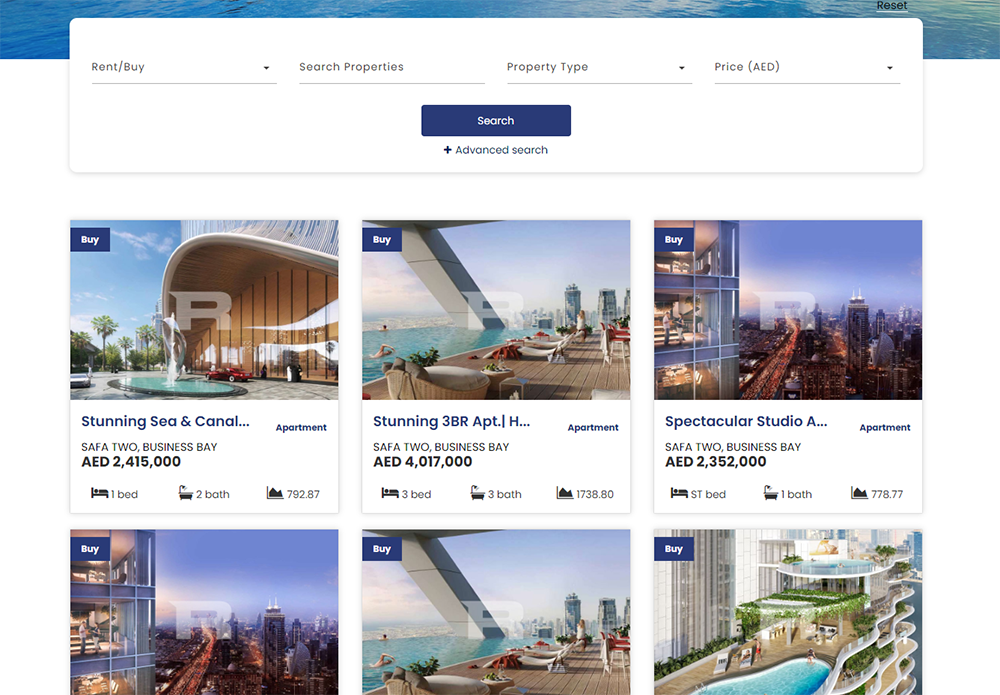 Reset
Rent/Buy
Search Properties
Property Type
Price (AED)
Search
+ Advanced search
Buy
Stunning Sea & Canal...
Apartment
SAFA TWO, BUSINESS BAY
AED 2,415,000
1 bed
2 bath
792.87
Buy
Stunning 3BR Apt.| H...
Apartment
SAFA TWO, BUSINESS BAY
AED 4,017,000
3 bed
3 bath
1738.80
Buy
Spectacular Studio A...
Apartment
SAFA TWO, BUSINESS BAY
AED 2,352,000
ST bed
1 bath
778.77
Buy
Buy
Buy